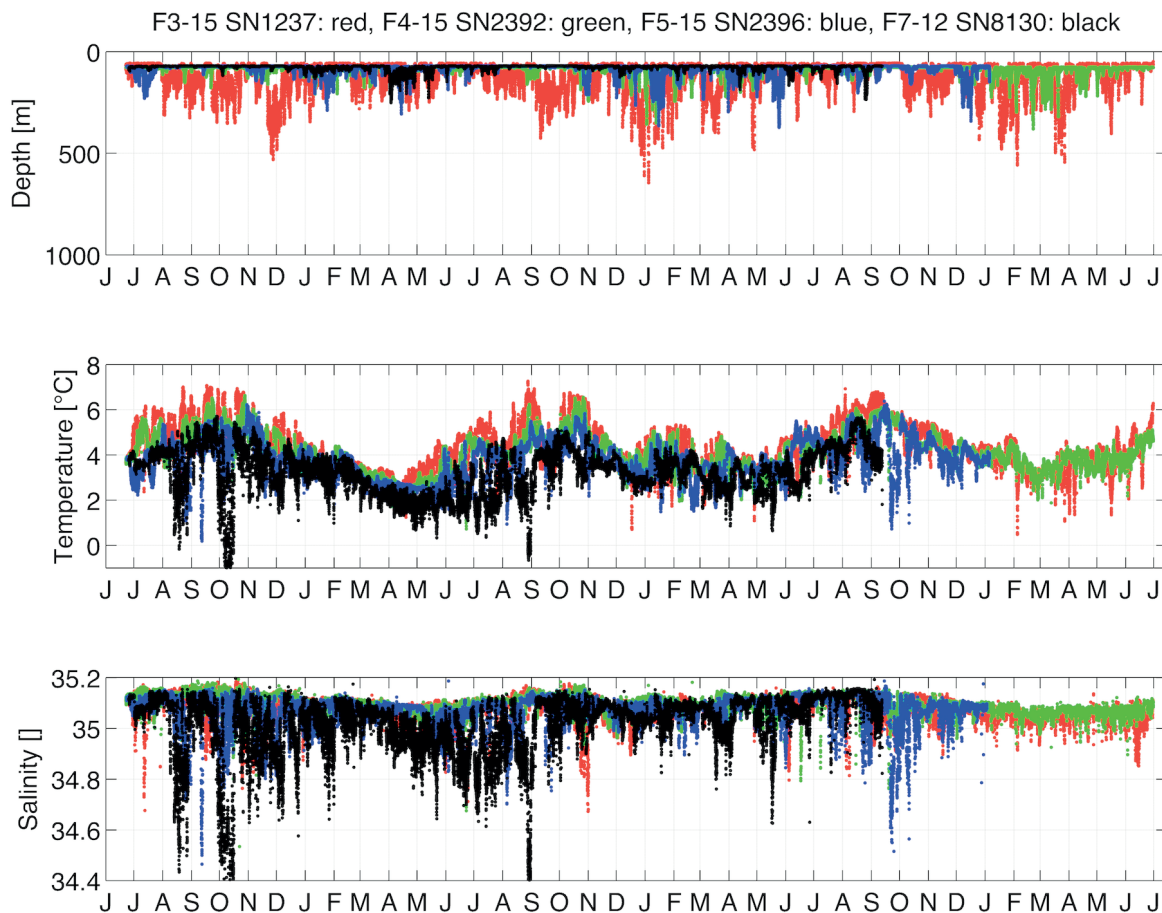 F3-15 SN1237: red, F4-15 SN2392: green, F5-15 SN2396: blue, F7-12 SN8130: black
0
500
1000
Depth [m]
J J A S O N D J F M A M J J A S O N D J F M A M J J A S O N D J F M A M J J
8
6
4
2
0
Temperature [°C]
J J A S O N D J F M A M J J A S O N D J F M A M J J A S O N D J F M A M J J
35.2
35
34.8
34.6
34.4
Salinity []
J J A S O N D J F M A M J J A S O N D J F M A M J J A S O N D J F M A M J J